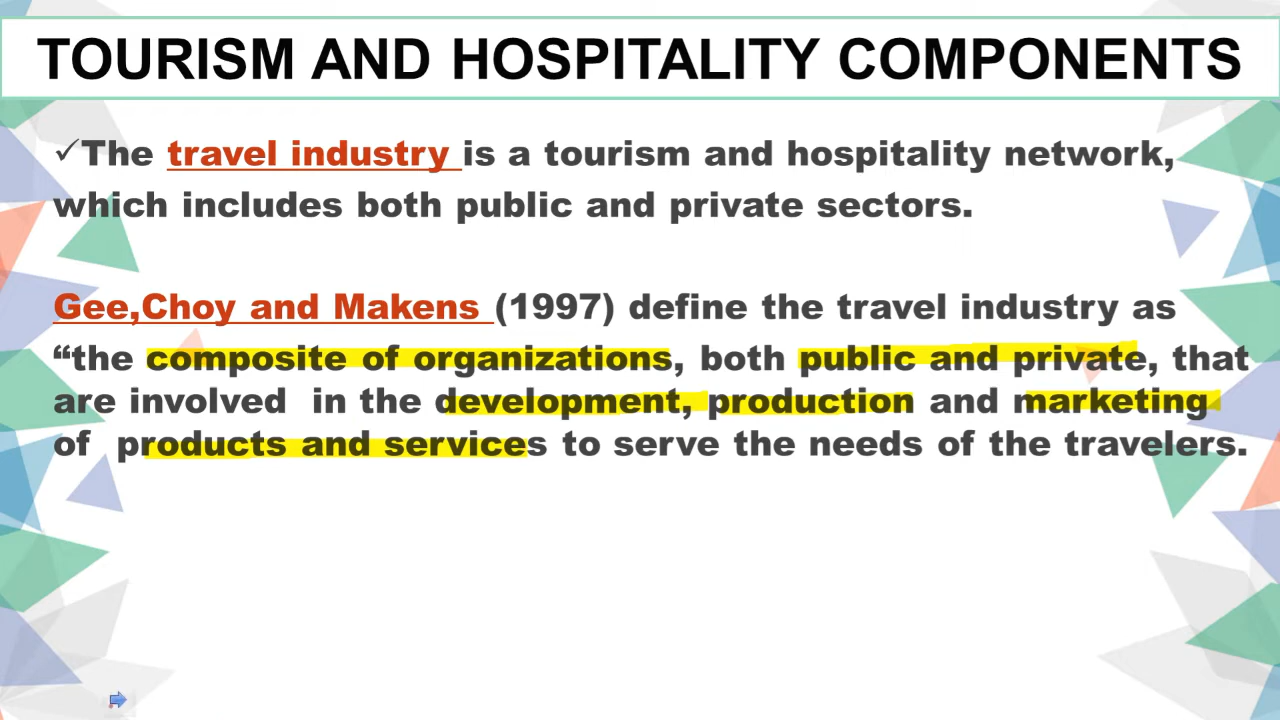 TOURISM AND HOSPITALITY COMPONENTS
✓The travel industry is a tourism and hospitality network,
which includes both public and private sectors.
Gee,Choy and Makens (1997) define the travel industry as
“the composite of organizations, both public and private, that
are involved in the development, production and marketing
of products and services to serve the needs of the travelers.